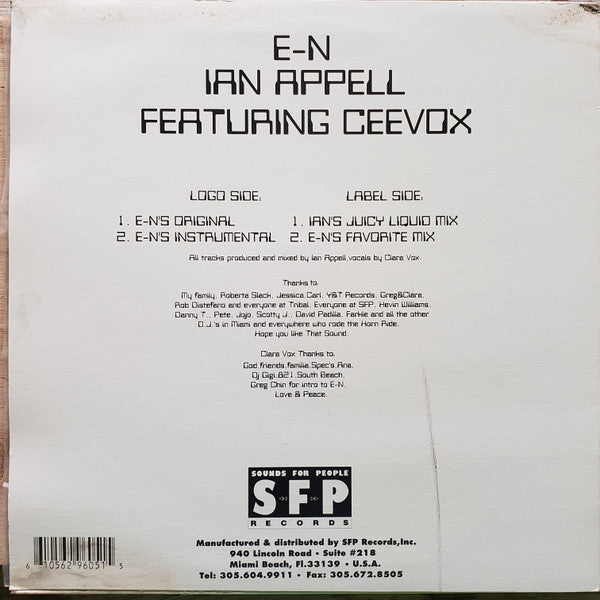 E-N
IAN APPELL
FEATURING CEEVOX
LOGO SIDE: LABEL SIDE:
1. E-N'S ORIGINAL 1. IAN'S JUICY LIQUID MIX
2. E-N'S INSTRUMENTAL 2. E-N'S FAVORITE MIX
All tracks produced and mixed by Ian Appell.vocals by Clara Vox.
Thanks to:
My family, Roberta Slack, Jessica,Carl, Y&T Records, Greg&Clara,
Rob Distefano and everyone at Tribal, Everyone at SFP, Kevin Williams,
Danny T., Pete, Jojo, Scotty J., David Padilla, Farkle and all the other
D.J.'s in Miami and everywhere who rode the Horn Ride.
Hope you like That Sound.
Clara Vox Thanks to:
God,friends,familia,Spec's,Ana,
Dj Gigi,821,South Beach,
Greg Chin for intro to E-N.
Love & Peace.
SOUNDS FOR PEOPLE
SFP
RECORDS
Manufactured & distributed by SFP Records,Inc.
940 Lincoln Road • Suite #218
Miami Beach, Fl.33139 • U.S.A.
Tel: 305.604.9911 • Fax: 305.672.8505
6 10562 96051 5